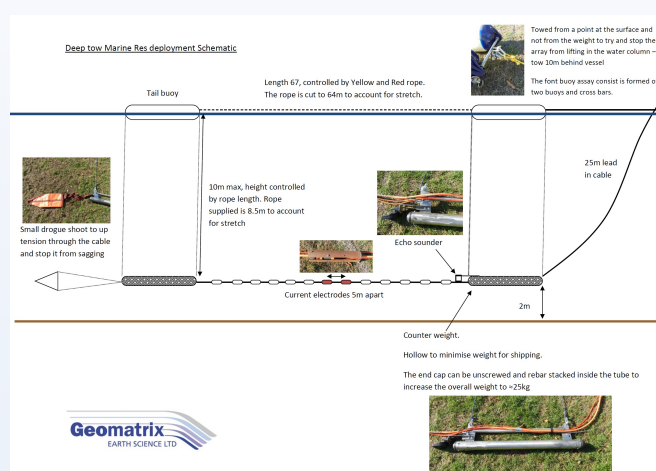 Deep tow Marine Res deployment Schematic
Towed from a point at the surface and
not from the weight to try and stop the
array from lifting in the water column –
tow 10m behind vessel
The font buoy assay consist is formed o
two buoys and cross bars.
Length 67, controlled by Yellow and Red rope.
The rope is cut to 64m to account for stretch.
Tail buoy
25m lead
in cable
10m max, height controlled
by rope length. Rope
supplied is 8.5m to account
for stretch
Small drogue shoot to up
tension through the cable
and stop it from sagging
Echo sounder
Current electrodes 5m apart
2m
Counter weight.
Hollow to minimise weight for shipping.
The end cap can be unscrewed and rebar stacked inside the tube to
increase the overall weight to ≈25kg
Geomatrix
EARTH SCIENCE LTD